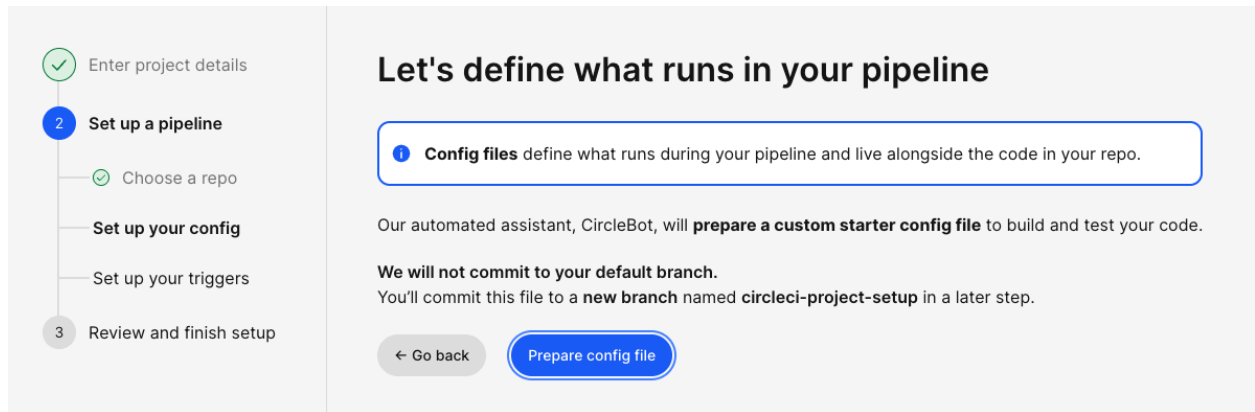 Enter project details
2 Set up a pipeline
Choose a repo
Set up your config
Set up your triggers
3 Review and finish setup
Let's define what runs in your pipeline
Config files define what runs during your pipeline and live alongside the code in your repo.
Our automated assistant, CircleBot, will prepare a custom starter config file to build and test your code.
We will not commit to your default branch.
You'll commit this file to a new branch named circleci-project-setup in a later step.
← Go back
Prepare config file